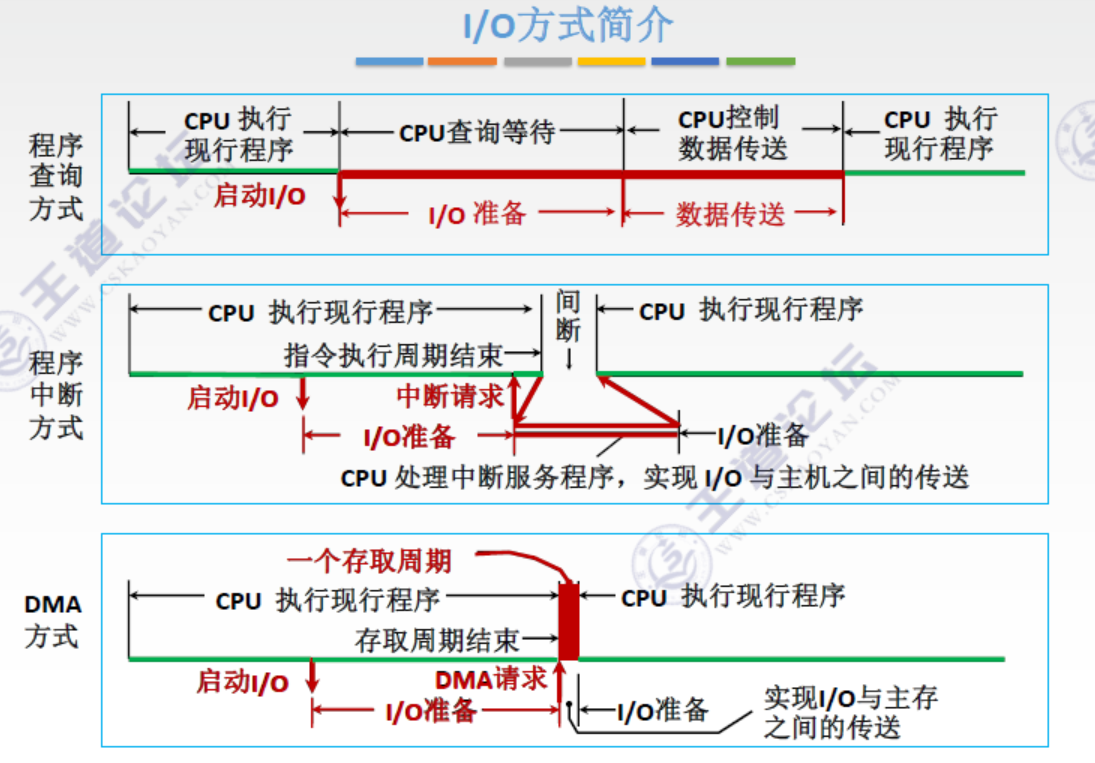 I/O方式简介
程序
查询
方式
CPU 执行
现行程序
CPU查询等待
CPU控制
数据传送
CPU 执行
现行程序
启动I/O
I/O 准备
数据传送
程序
中断
方式
CPU 执行现行程序
间
断
CPU 执行现行程序
指令执行周期结束
启动I/O
中断请求
I/O准备
I/O准备
CPU 处理中断服务程序，实现 I/O 与主机之间的传送
DMA
方式
一个存取周期
CPU 执行现行程序
CPU 执行现行程序
存取周期结束
启动I/O
DMA请求
I/O准备
I/O准备
实现I/O与主存
之间的传送
王道论坛
WWW.CSKAOYAN.COM
王道论坛
WWW.CSKAOYAN.COM